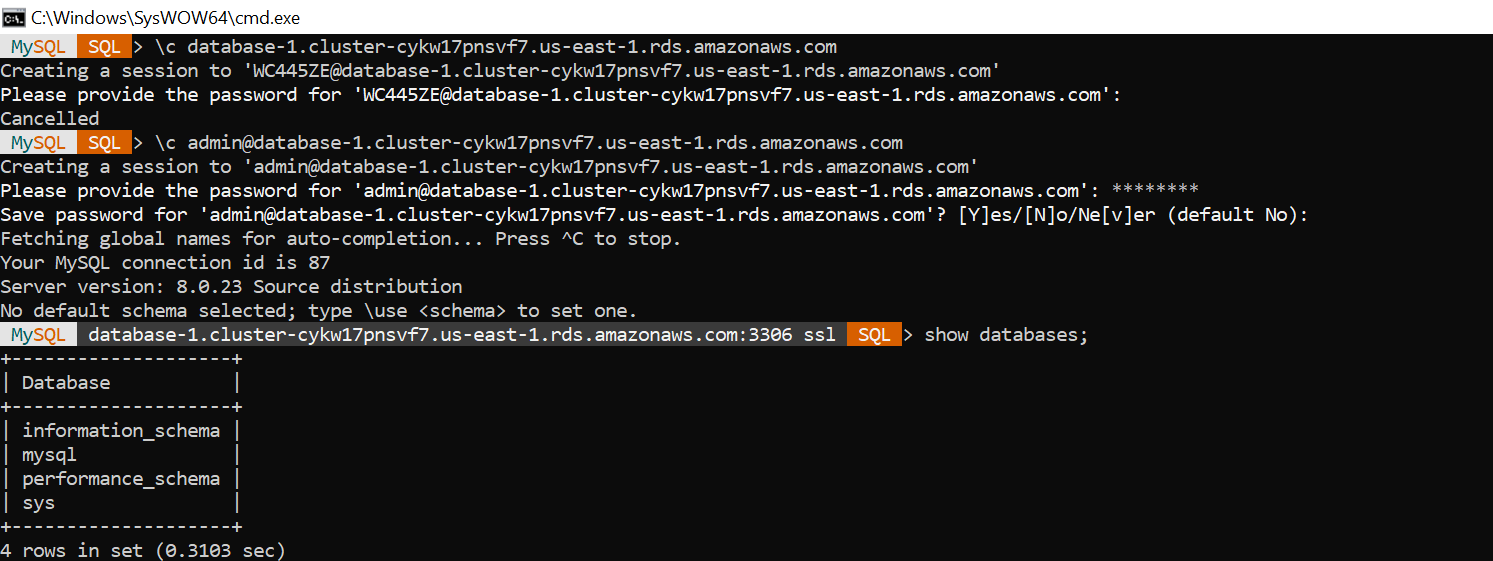 C:\Windows\SysWOW64\cmd.exe
MySQL SQL > \c database-1.cluster-cykw17pnsvf7.us-east-1.rds.amazonaws.com
Creating a session to 'WC445ZE@database-1.cluster-cykw17pnsvf7.us-east-1.rds.amazonaws.com'
Please provide the password for 'WC445ZE@database-1.cluster-cykw17pnsvf7.us-east-1.rds.amazonaws.com':
Cancelled
MySQL SQL > \c admin@database-1.cluster-cykw17pnsvf7.us-east-1.rds.amazonaws.com
Creating a session to 'admin@database-1.cluster-cykw17pnsvf7.us-east-1.rds.amazonaws.com'
Please provide the password for 'admin@database-1.cluster-cykw17pnsvf7.us-east-1.rds.amazonaws.com': ********
Save password for 'admin@database-1.cluster-cykw17pnsvf7.us-east-1.rds.amazonaws.com'? [Y]es/[N]o/Ne[v]er (default No):
Fetching global names for auto-completion... Press ^C to stop.
Your MySQL connection id is 87
Server version: 8.0.23 Source distribution
No default schema selected; type \use <schema> to set one.
MySQL database-1.cluster-cykw17pnsvf7.us-east-1.rds.amazonaws.com:3306 ssl SQL > show databases;
+--------------------+
| Database           |
+--------------------+
| information_schema |
| mysql              |
| performance_schema |
| sys                |
+--------------------+
4 rows in set (0.3103 sec)